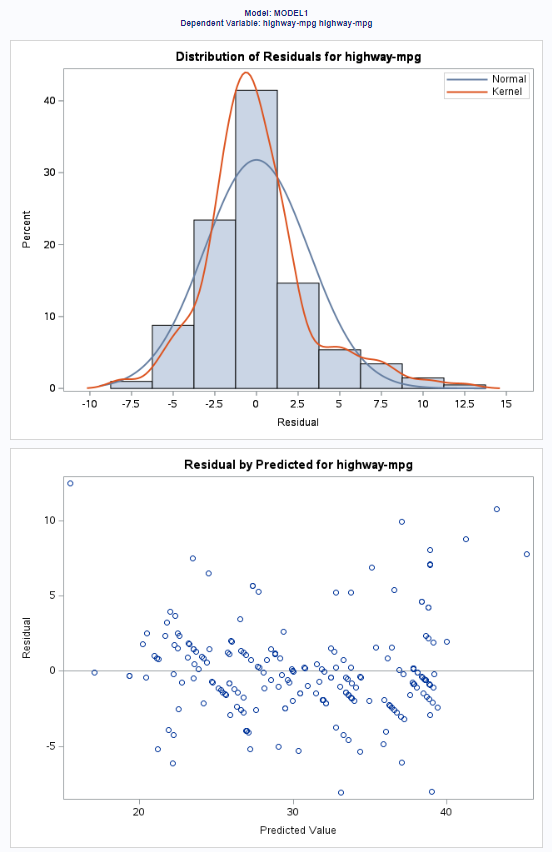 Model: MODEL1
Dependent Variable: highway-mpg highway-mpg
Distribution of Residuals for highway-mpg
Normal
Kernel
40
30
20
10
0
Percent
-10 -7.5 -5 -2.5 0 2.5 5 7.5 10 12.5 15
Residual
Residual by Predicted for highway-mpg
10
5
0
-5
Residual
20 30 40
Predicted Value